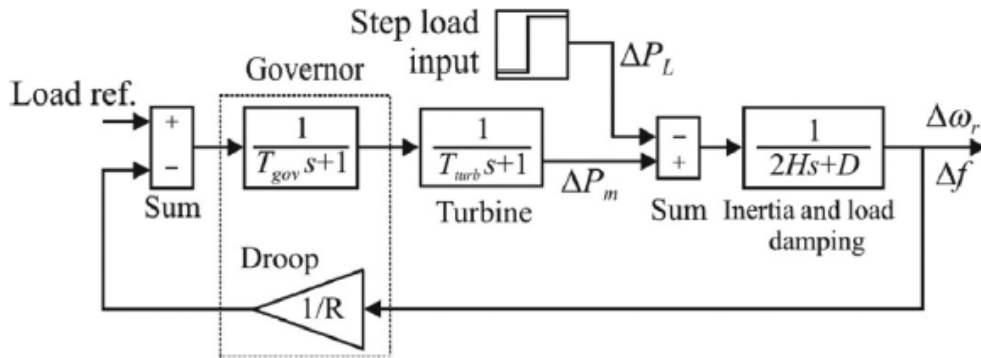 Step load
input
ΔP_L
Governor
Load ref.
+
−
Sum
1
T_gov s+1
1
T_turb s+1
Turbine
ΔP_m
−
+
Sum
1
2Hs+D
Inertia and load
damping
Δω_r
Δf
Droop
1/R